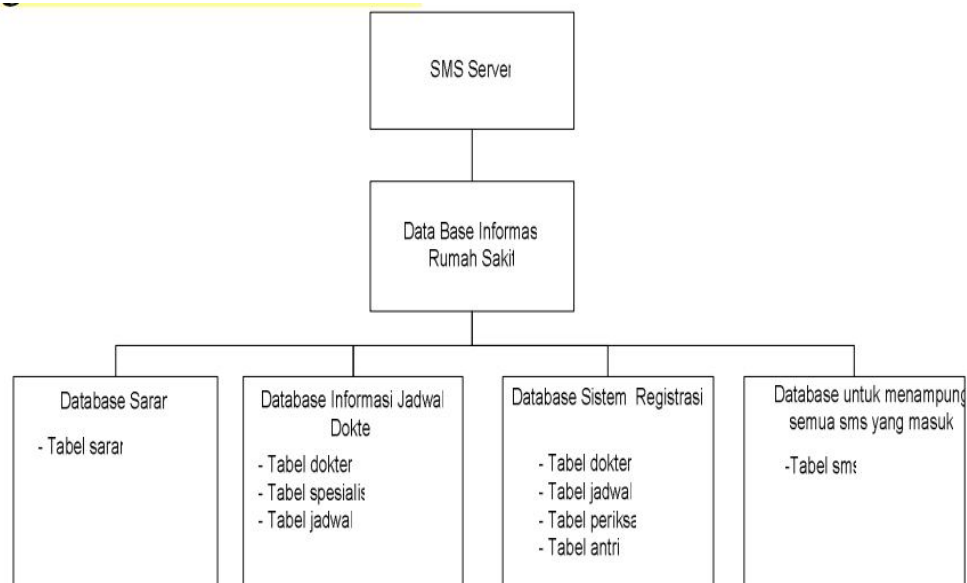 SMS Server
Data Base Informas
Rumah Sakit
Database Saran
- Tabel saran
Database Informasi Jadwal
Dokte
- Tabel dokter
- Tabel spesialis
- Tabel jadwal
Database Sistem Registrasi
- Tabel dokter
- Tabel jadwal
- Tabel periksa
- Tabel antri
Database untuk menampung
semua sms yang masuk
-Tabel sms